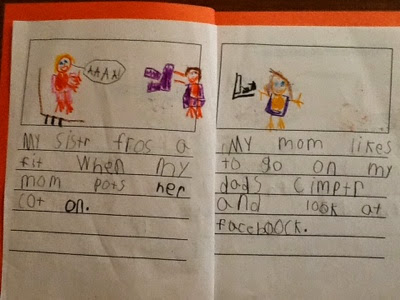 AAAA!
My Sistr fros a
fit when my
mom pots her
cot on.
My mom likes
to go on my
dads cimptr
and look at
faceboock.